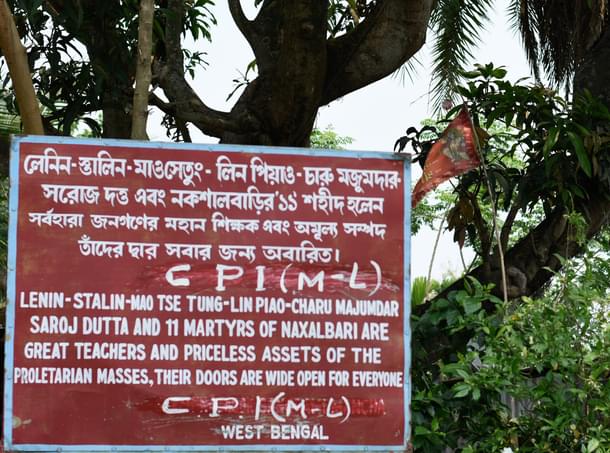 লেনিন-স্তালিন-মাওসেতুং-লিন পিয়াও-চারু মজুমদার-
সরোজ দত্ত এবং নকশালবাড়ির'১১ শহীদ হলেন
সর্বহারা জনগণের মহান শিক্ষক এবং অমূল্য সম্পদ
তাঁদের দ্বার সবার জন্য অবারিত।
C P I (M-L)
LENIN-STALIN-MAO TSE TUNG-LIN PIAO-CHARU MAJUMDAR
SAROJ DUTTA AND 11 MARTYRS OF NAXALBARI ARE
GREAT TEACHERS AND PRICELESS ASSETS OF THE
PROLETARIAN MASSES, THEIR DOORS ARE WIDE OPEN FOR EVERYONE
C P I (M-L)
WEST BENGAL